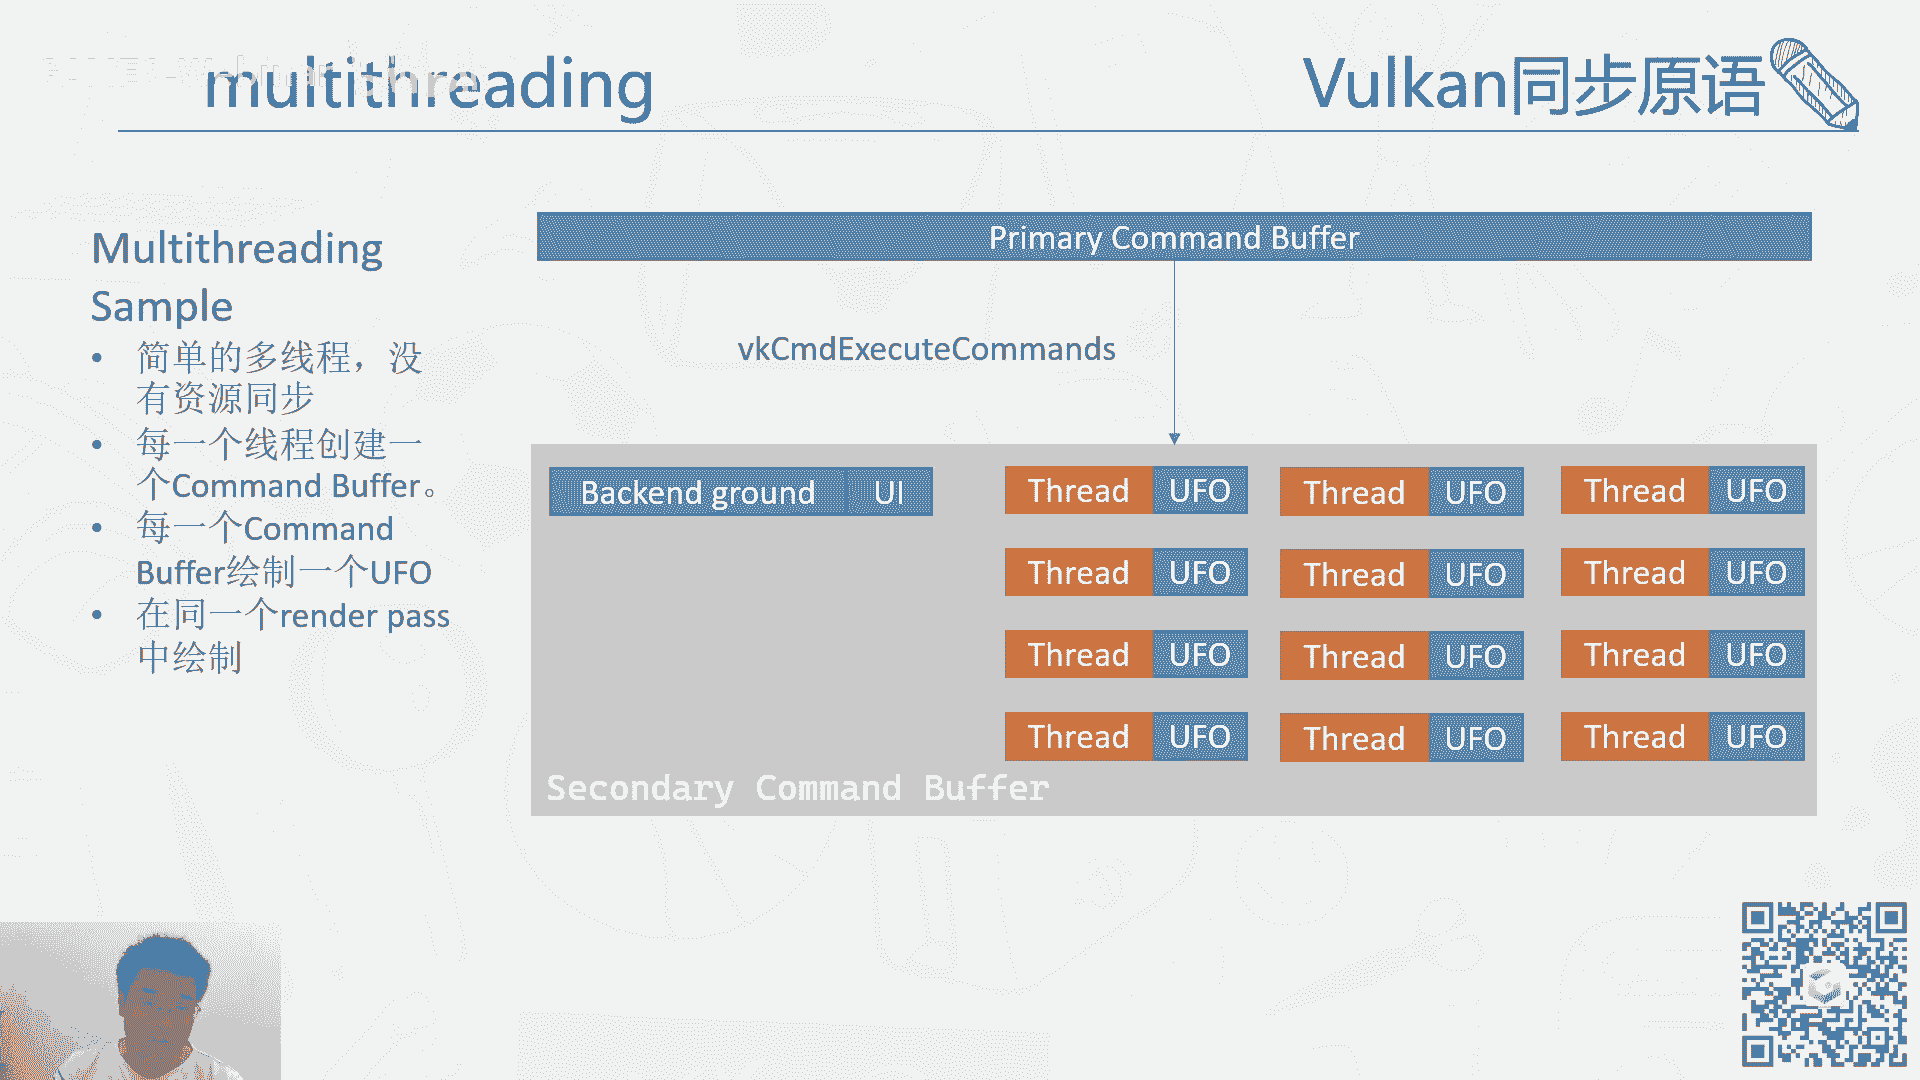 multithreading
Vulkan同步原语
Multithreading
Sample
• 简单的多线程，没
有资源同步
• 每一个线程创建一
个Command Buffer。
• 每一个Command
Buffer绘制一个UFO
• 在同一个render pass
中绘制
Primary Command Buffer
vkCmdExecuteCommands
Backend ground UI
Thread UFO Thread UFO Thread UFO
Thread UFO Thread UFO Thread UFO
Thread UFO Thread UFO Thread UFO
Thread UFO Thread UFO Thread UFO
Secondary Command Buffer